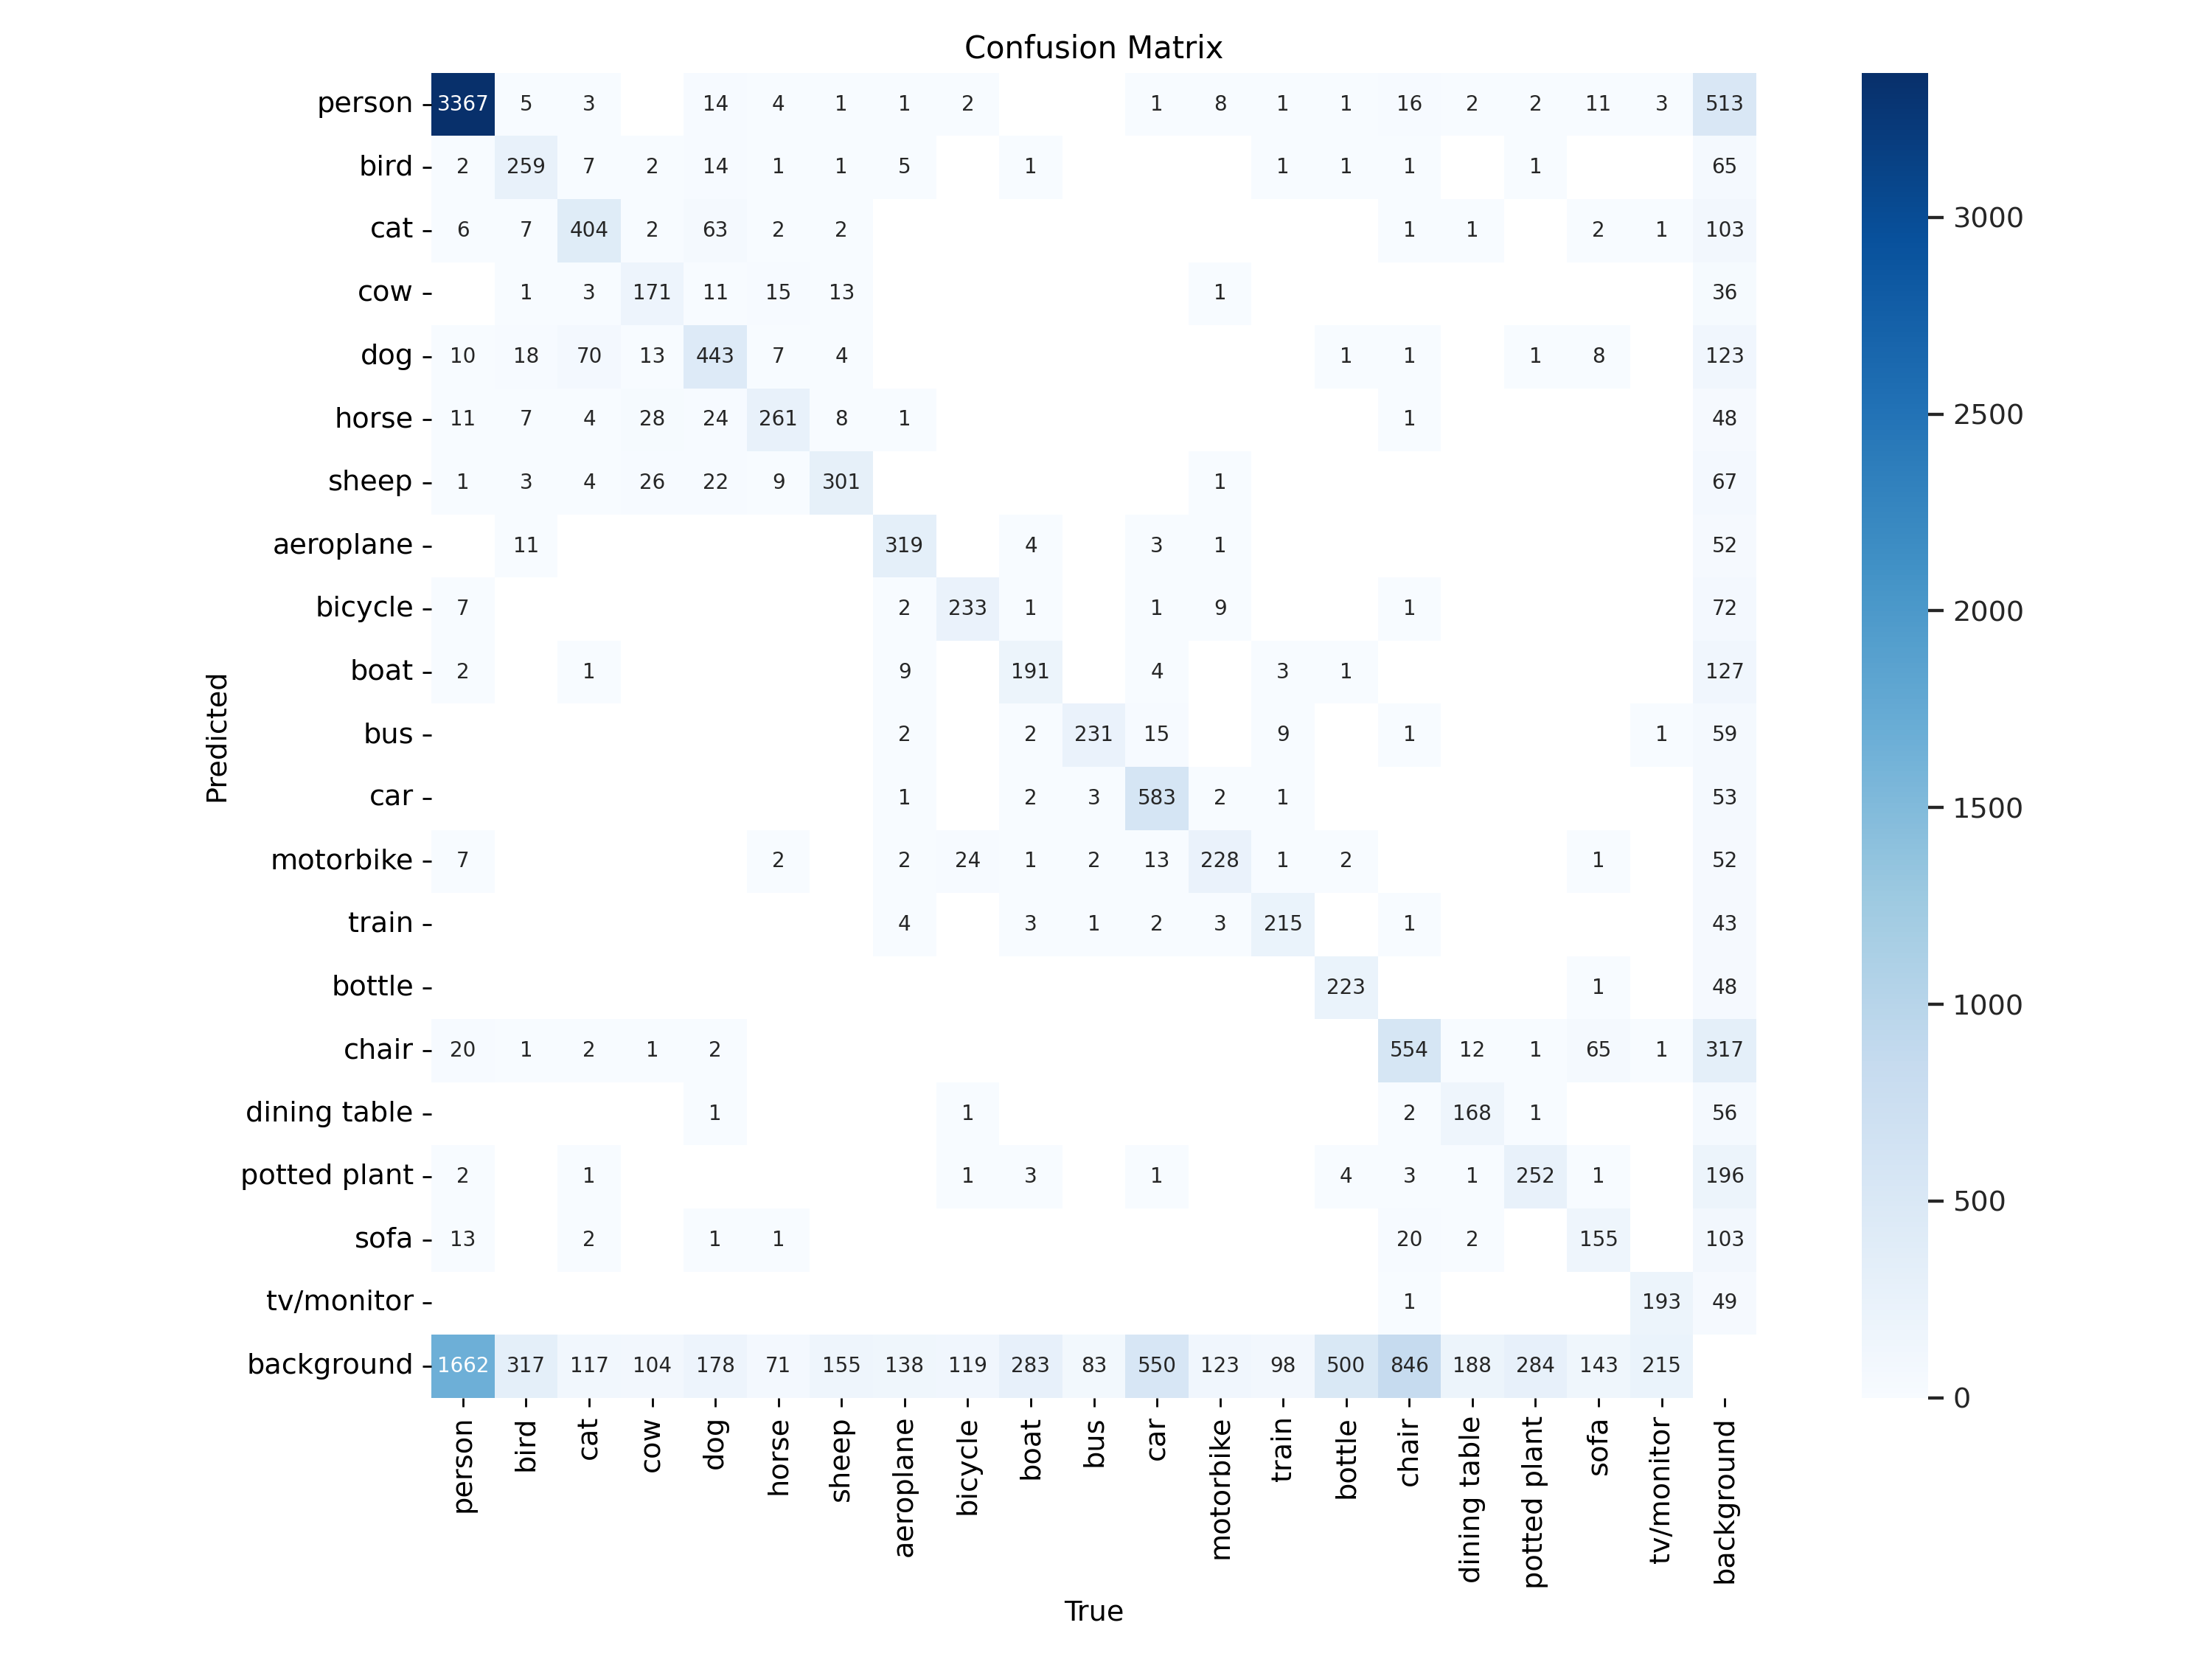 Confusion Matrix
person 3367 5 3 14 4 1 1 2 1 8 1 1 16 2 2 11 3 513
bird 2 259 7 2 14 1 1 5 1 1 1 1 1 65
cat 6 7 404 2 63 2 2 1 1 2 1 103
cow 1 3 171 11 15 13 1 36
dog 10 18 70 13 443 7 4 1 1 1 8 123
horse 11 7 4 28 24 261 8 1 1 48
sheep 1 3 4 26 22 9 301 1 67
aeroplane 11 319 4 3 1 52
bicycle 7 2 233 1 1 9 1 72
boat 2 1 9 191 4 3 1 127
bus 2 2 231 15 9 1 1 59
car 1 2 3 583 2 1 53
motorbike 7 2 2 24 1 2 13 228 1 2 1 52
train 4 3 1 2 3 215 1 43
bottle 223 1 48
chair 20 1 2 1 2 554 12 1 65 1 317
dining table 1 1 2 168 1 56
potted plant 2 1 1 3 1 4 3 1 252 1 196
sofa 13 2 1 1 20 2 155 103
tv/monitor 1 193 49
background 1662 317 117 104 178 71 155 138 119 283 83 550 123 98 500 846 188 284 143 215
person bird cat cow dog horse sheep aeroplane bicycle boat bus car motorbike train bottle chair dining table potted plant sofa tv/monitor background
True
Predicted
3000
2500
2000
1500
1000
500
0